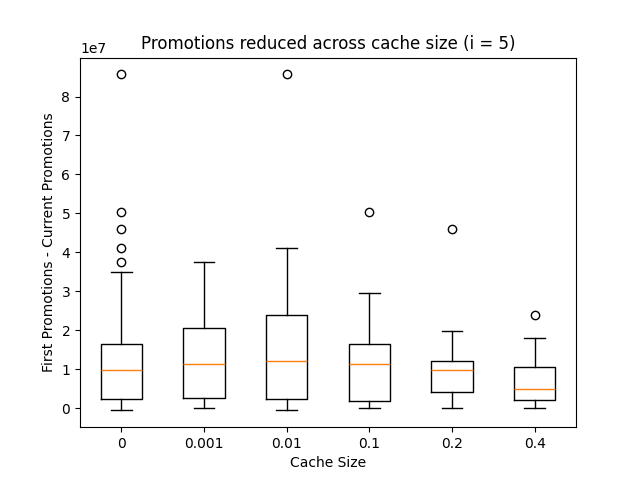 Promotions reduced across cache size (i = 5)
1e7
First Promotions - Current Promotions
8
7
6
5
4
3
2
1
0
0 0.001 0.01 0.1 0.2 0.4
Cache Size